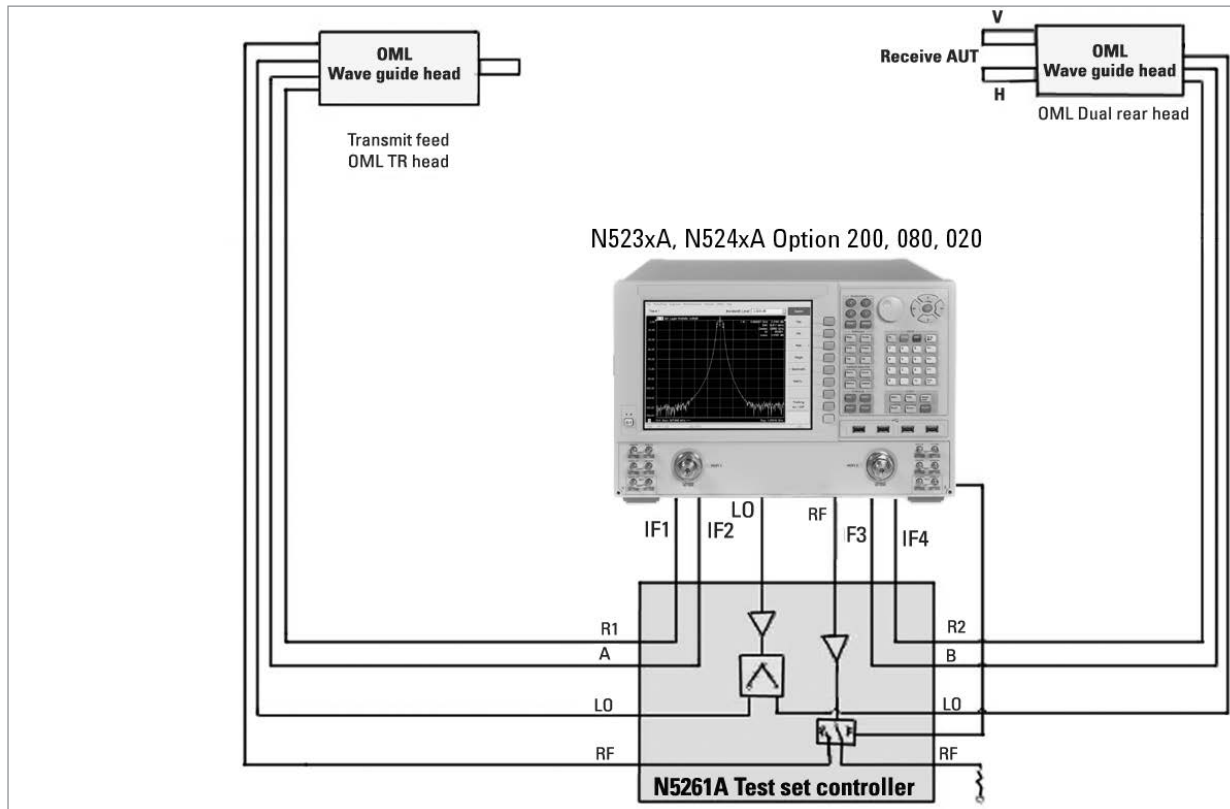 OML
Wave guide head
Transmit feed
OML TR head
V
Receive AUT
H
OML
Wave guide head
OML Dual rear head
N523xA, N524xA Option 200, 080, 020
IF1
IF2
LO
RF
F3
IF4
R1
A
LO
RF
R2
B
LO
RF
N5261A Test set controller